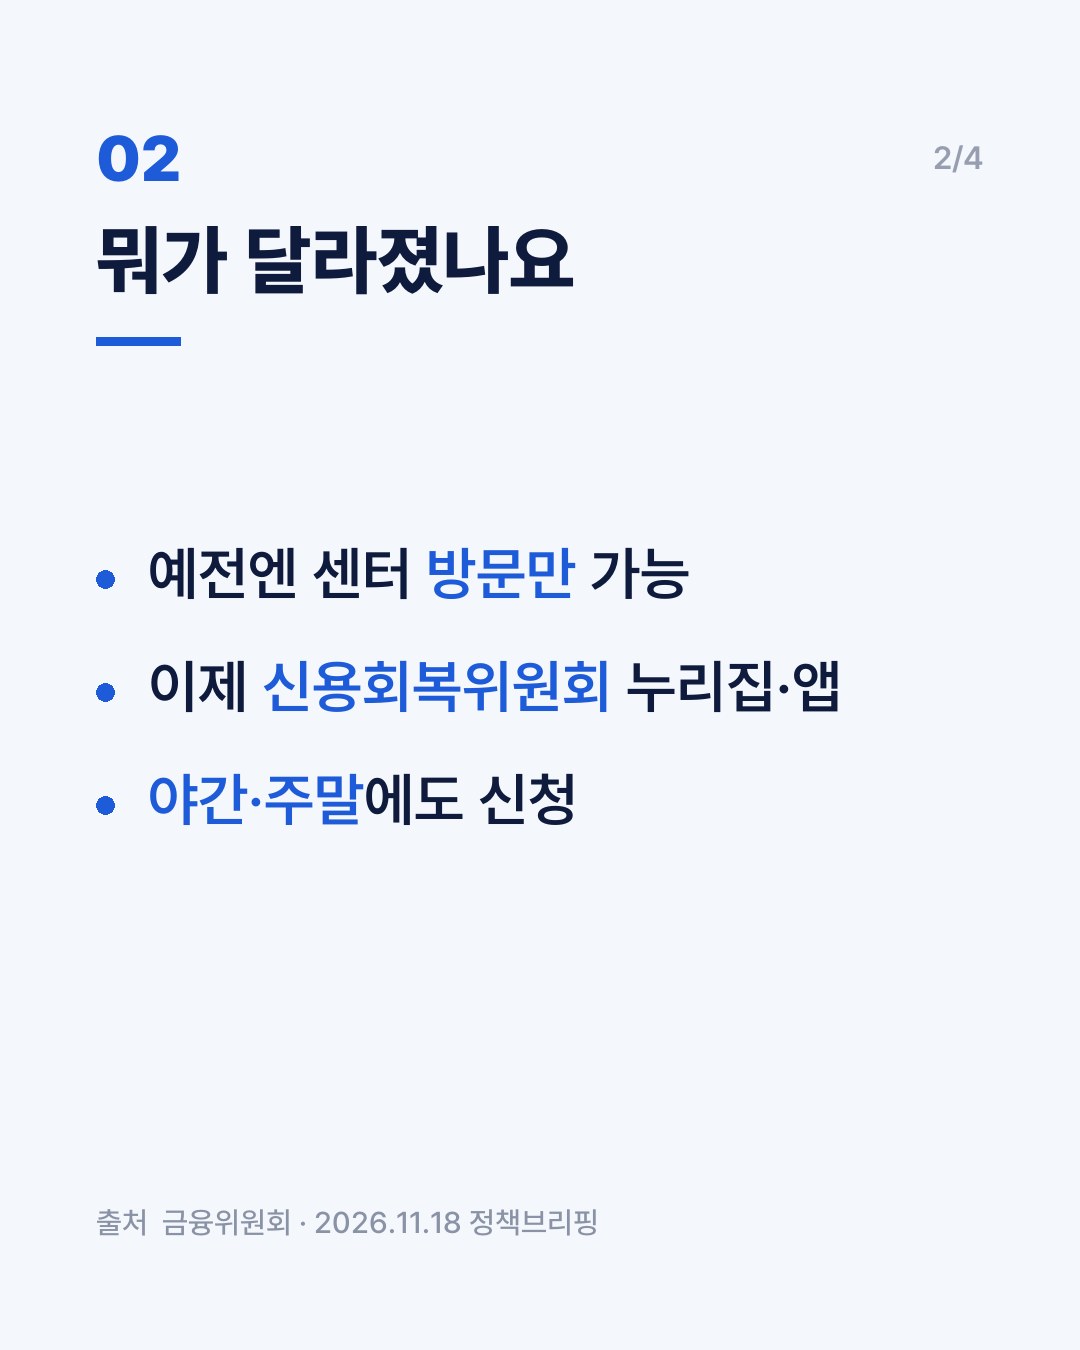 02
2/4
뭐가 달라졌나요
예전엔 센터 방문만 가능
이제 신용회복위원회 누리집·앱
야간·주말에도 신청
출처 금융위원회 · 2026.11.18 정책브리핑